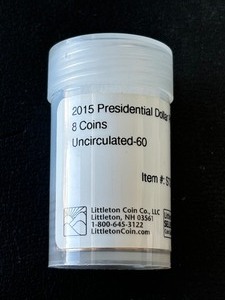 2015 Presidential Dollar
8 Coins
Uncirculated-60
Item #:
Littleton Coin Co., LLC
Littleton, NH 03561
1-800-645-3122
LittletonCoin.com